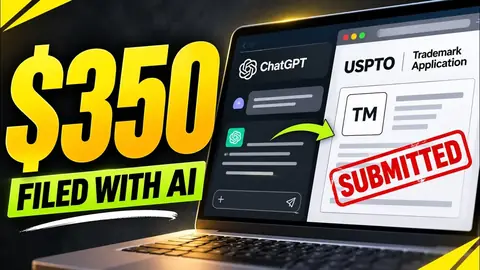 $350
FILED WITH AI
ChatGPT
USPTO
Trademark
Application
TM
SUBMITTED